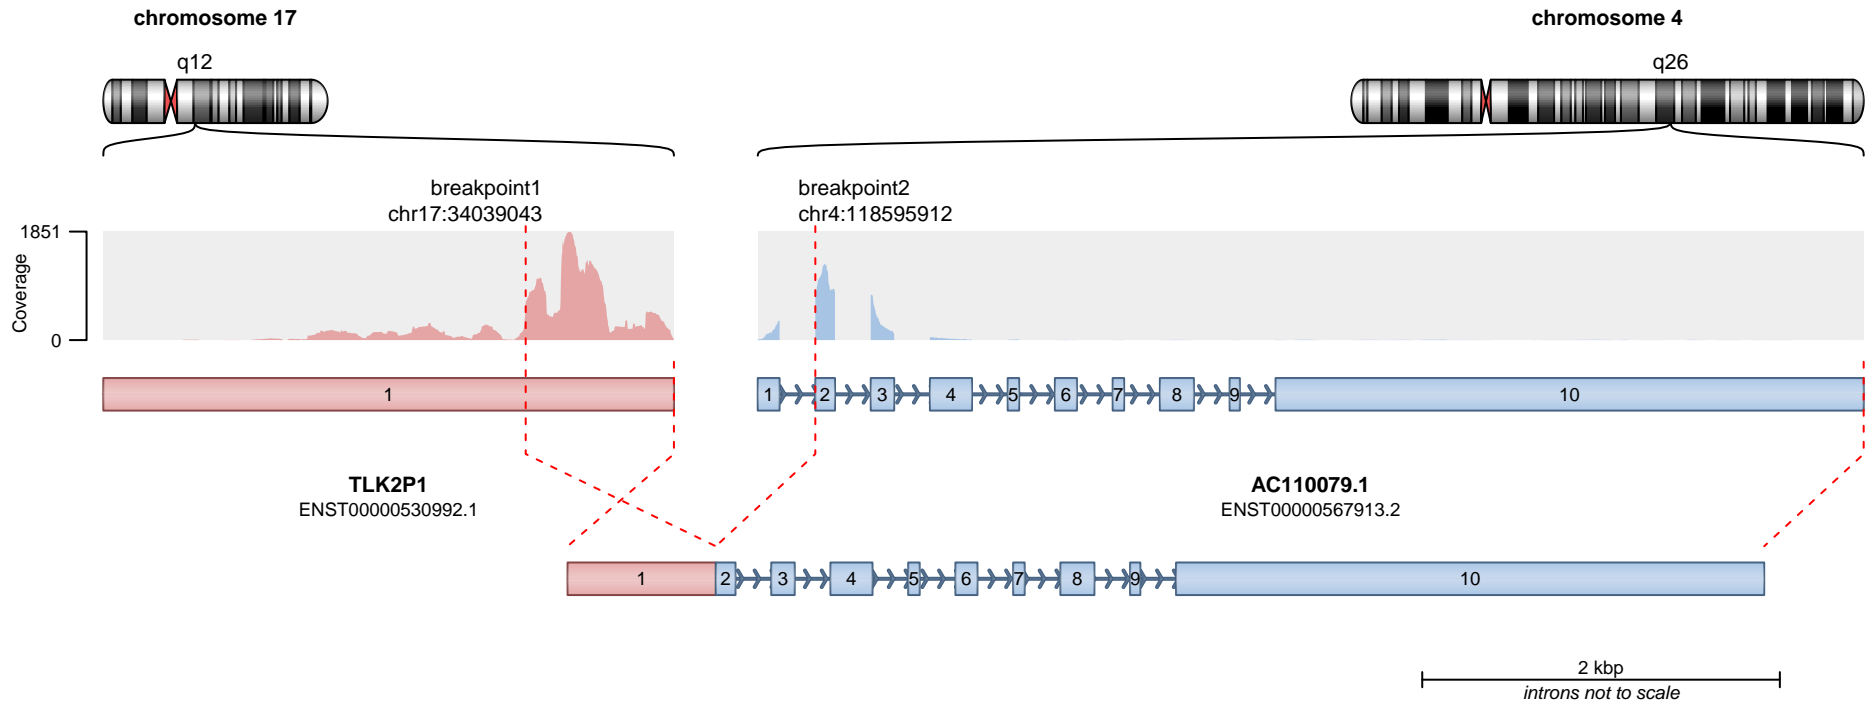 chromosome 17
chromosome 4
q12
q26
breakpoint1
chr17:34039043
breakpoint2
chr4:118595912
1851
Coverage
0
1
1 2 3 4 5 6 7 8 9 10
TLK2P1
ENST00000530992.1
AC110079.1
ENST00000567913.2
1 2 3 4 5 6 7 8 9 10
2 kbp
introns not to scale